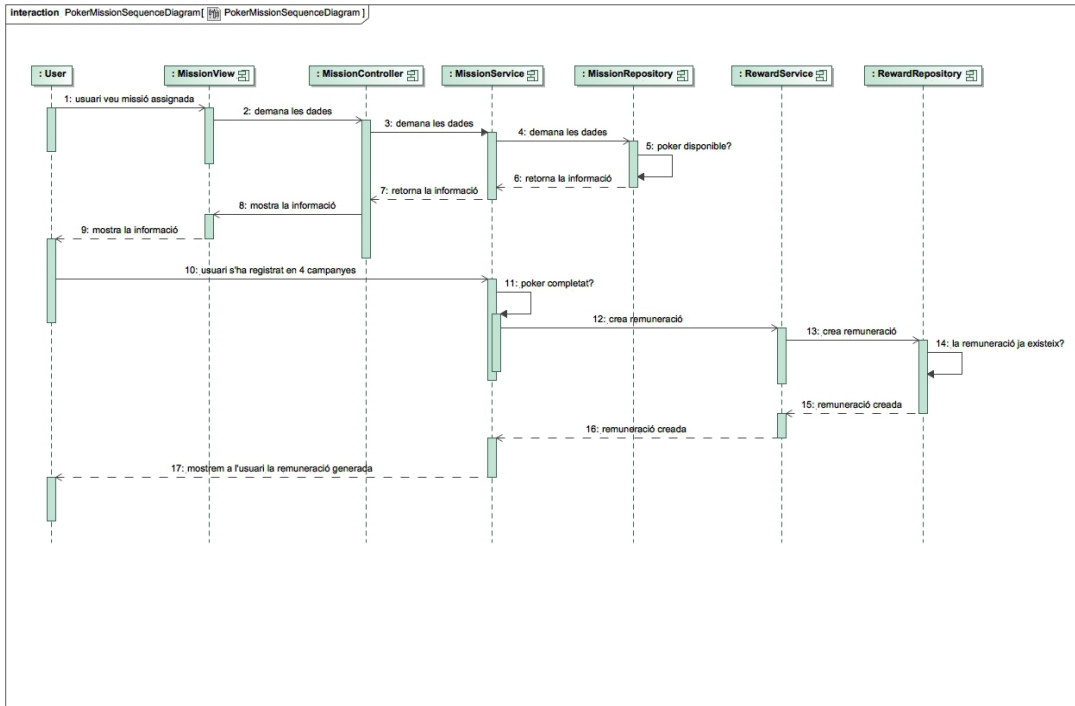 interaction PokerMissionSequenceDiagram[ PokerMissionSequenceDiagram ]
: User
: MissionView
: MissionController
: MissionService
: MissionRepository
: RewardService
: RewardRepository
1: usuari veu missió assignada
2: demana les dades
3: demana les dades
4: demana les dades
5: poker disponible?
6: retorna la informació
7: retorna la informació
8: mostra la informació
9: mostra la informació
10: usuari s'ha registrat en 4 campanyes
11: poker completat?
12: crea remuneració
13: crea remuneració
14: la remuneració ja existeix?
15: remuneració creada
16: remuneració creada
17: mostrem a l'usuari la remuneració generada